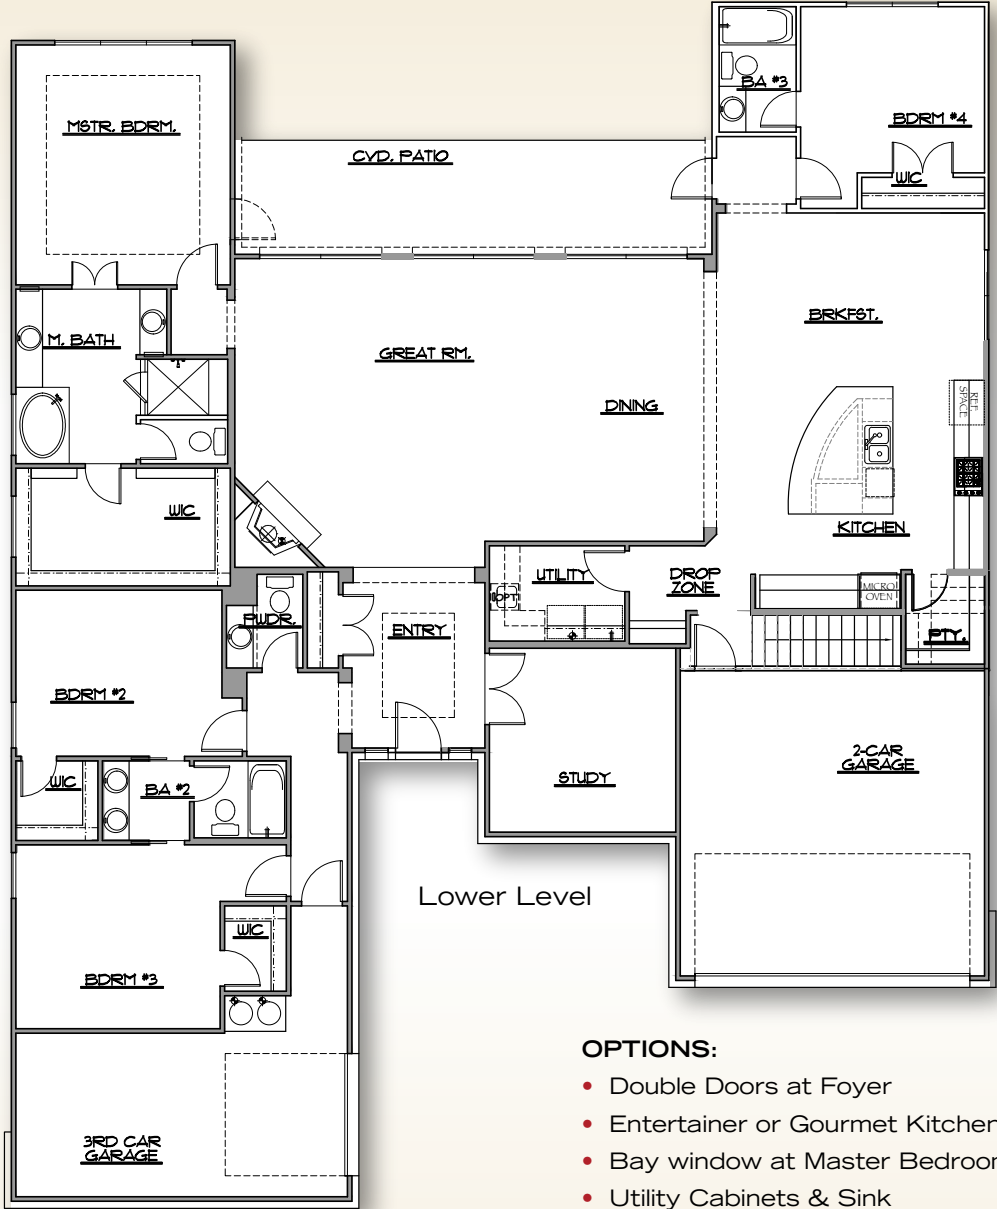 BA #3
MSTR. BDRM.
BDRM #4
CVD. PATIO
WIC
BRKFST.
M. BATH
GREAT RM.
DINING
REF.
SPACE
WIC
KITCHEN
UTILITY
DROP
ZONE
MICRO
OVEN
OPT
PWDR.
ENTRY
PTY.
BDRM #2
2-CAR
GARAGE
STUDY
WIC
BA #2
Lower Level
WIC
BDRM #3
OPTIONS:
• Double Doors at Foyer
• Entertainer or Gourmet Kitchen
• Bay window at Master Bedroom
• Utility Cabinets & Sink
3RD CAR
GARAGE